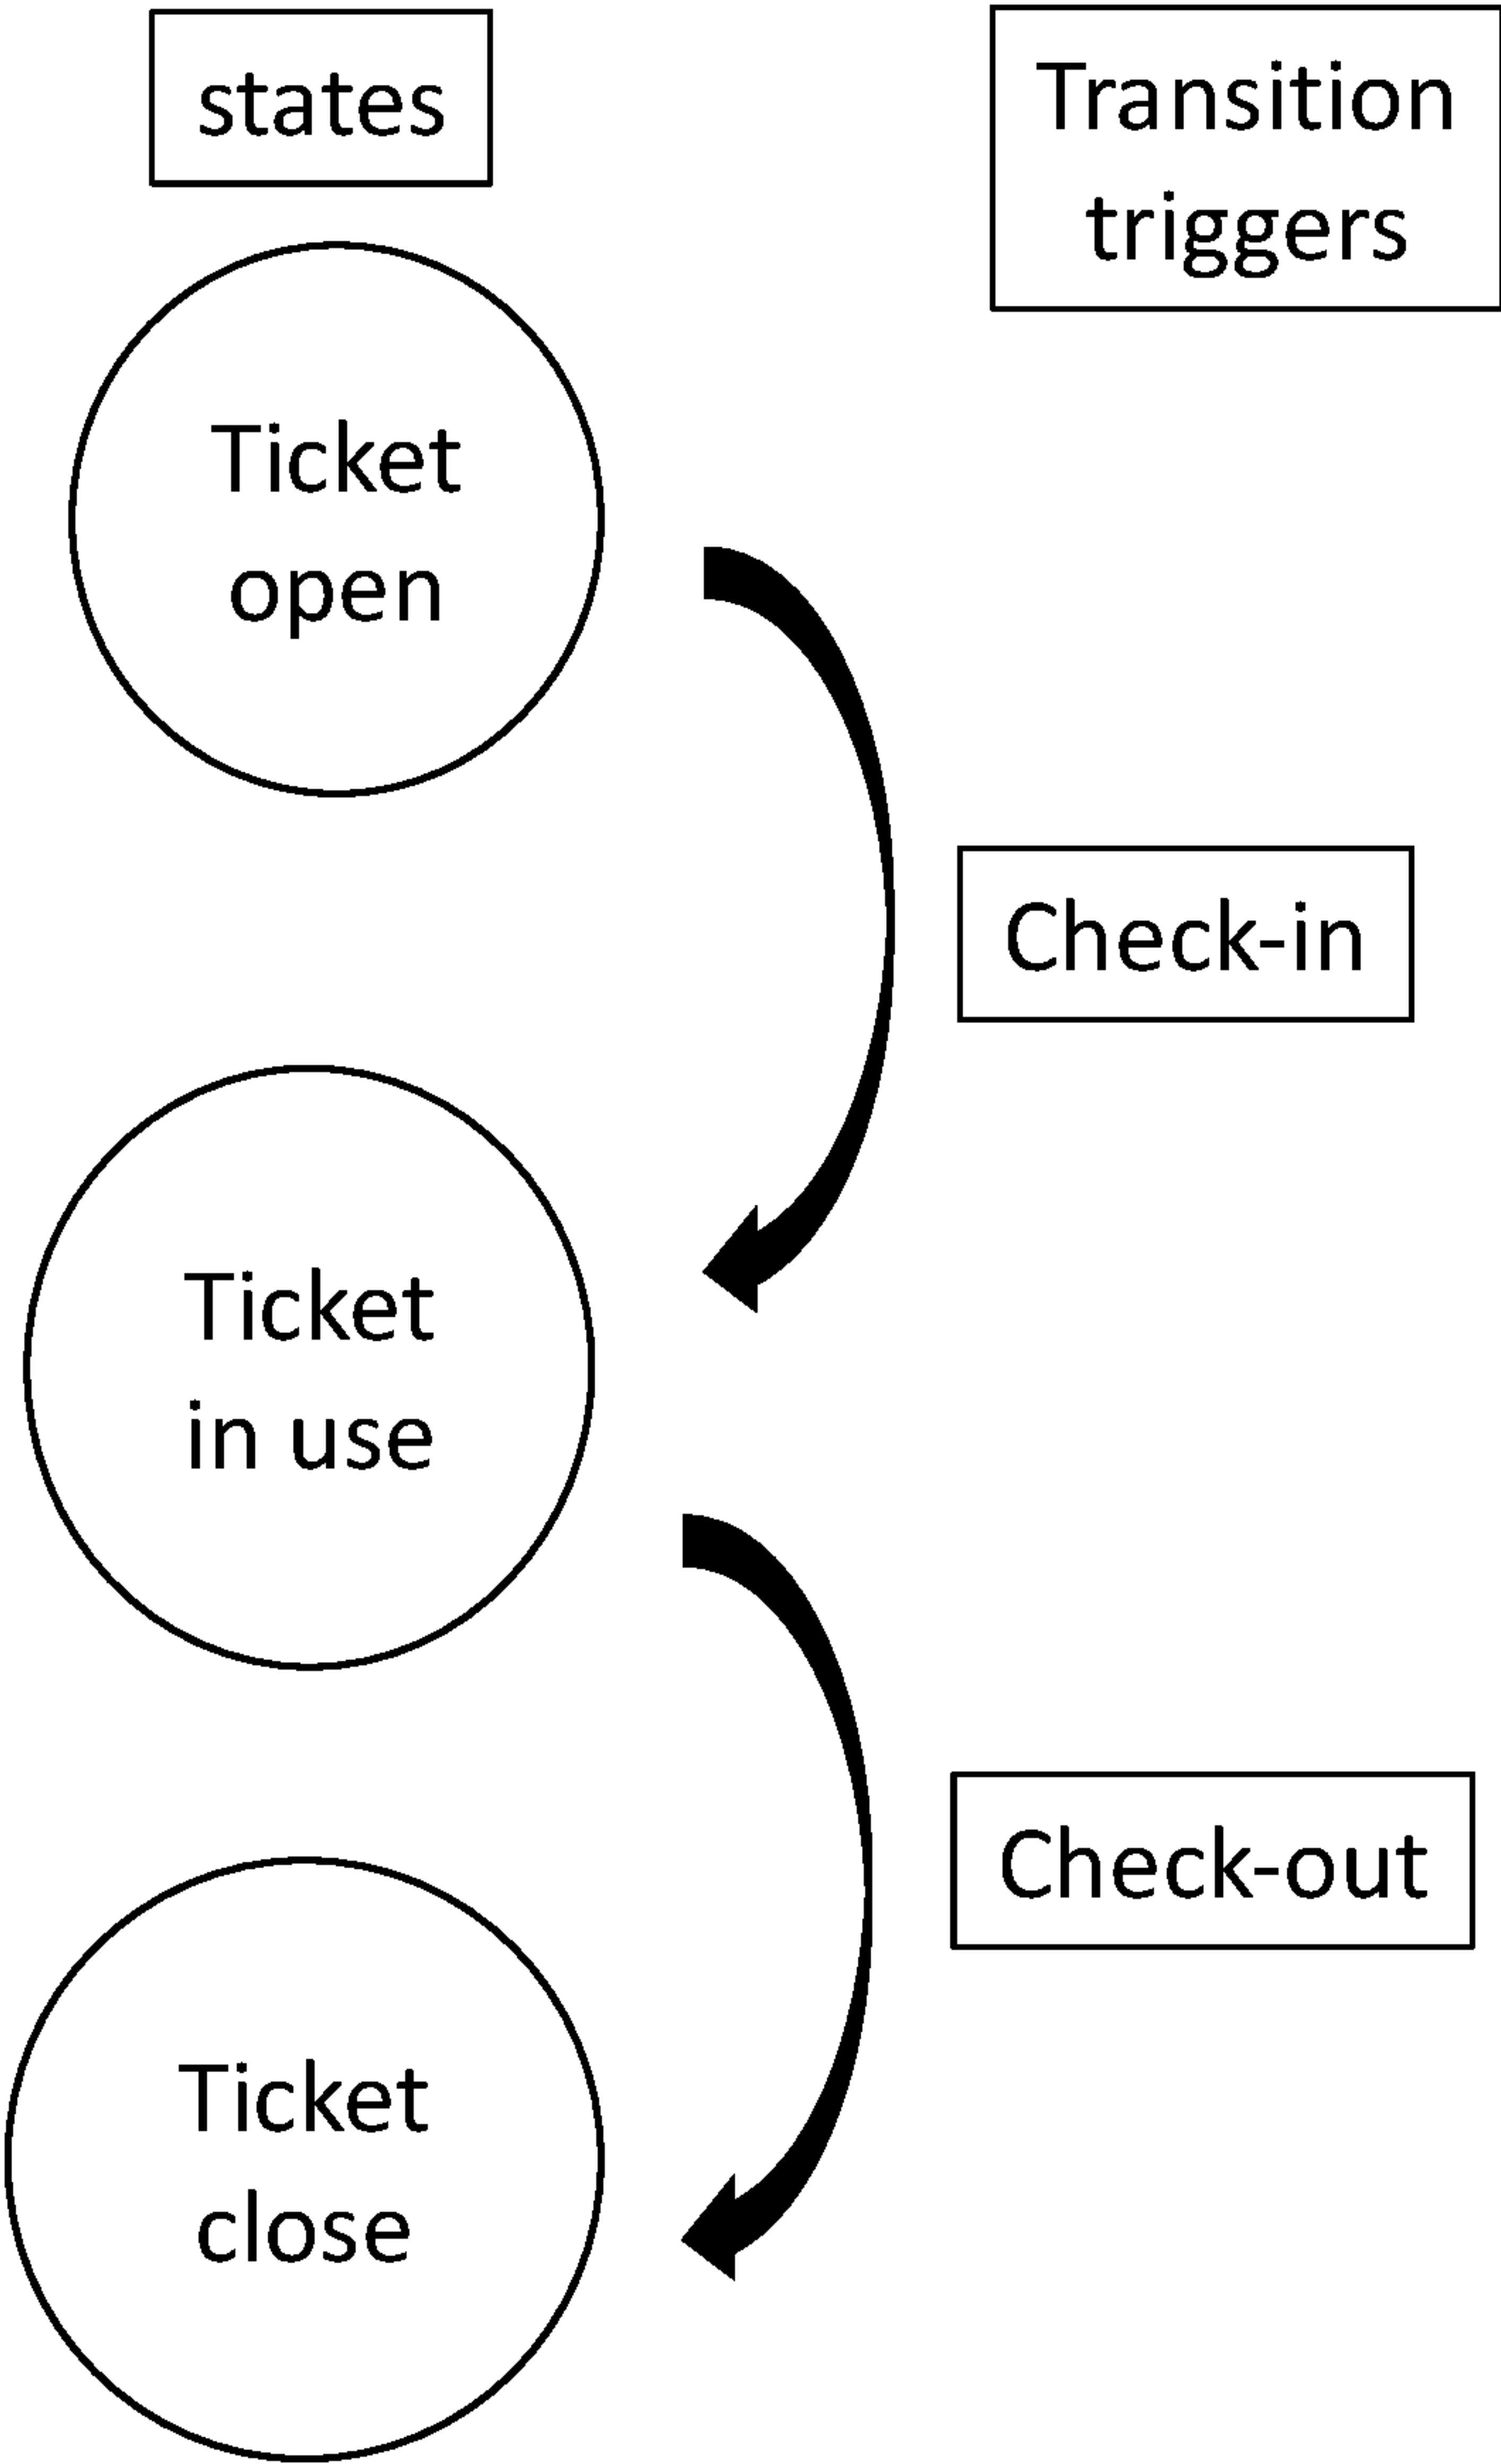 states
Transition
triggers
Ticket
open
Check-in
Ticket
in use
Check-out
Ticket
close